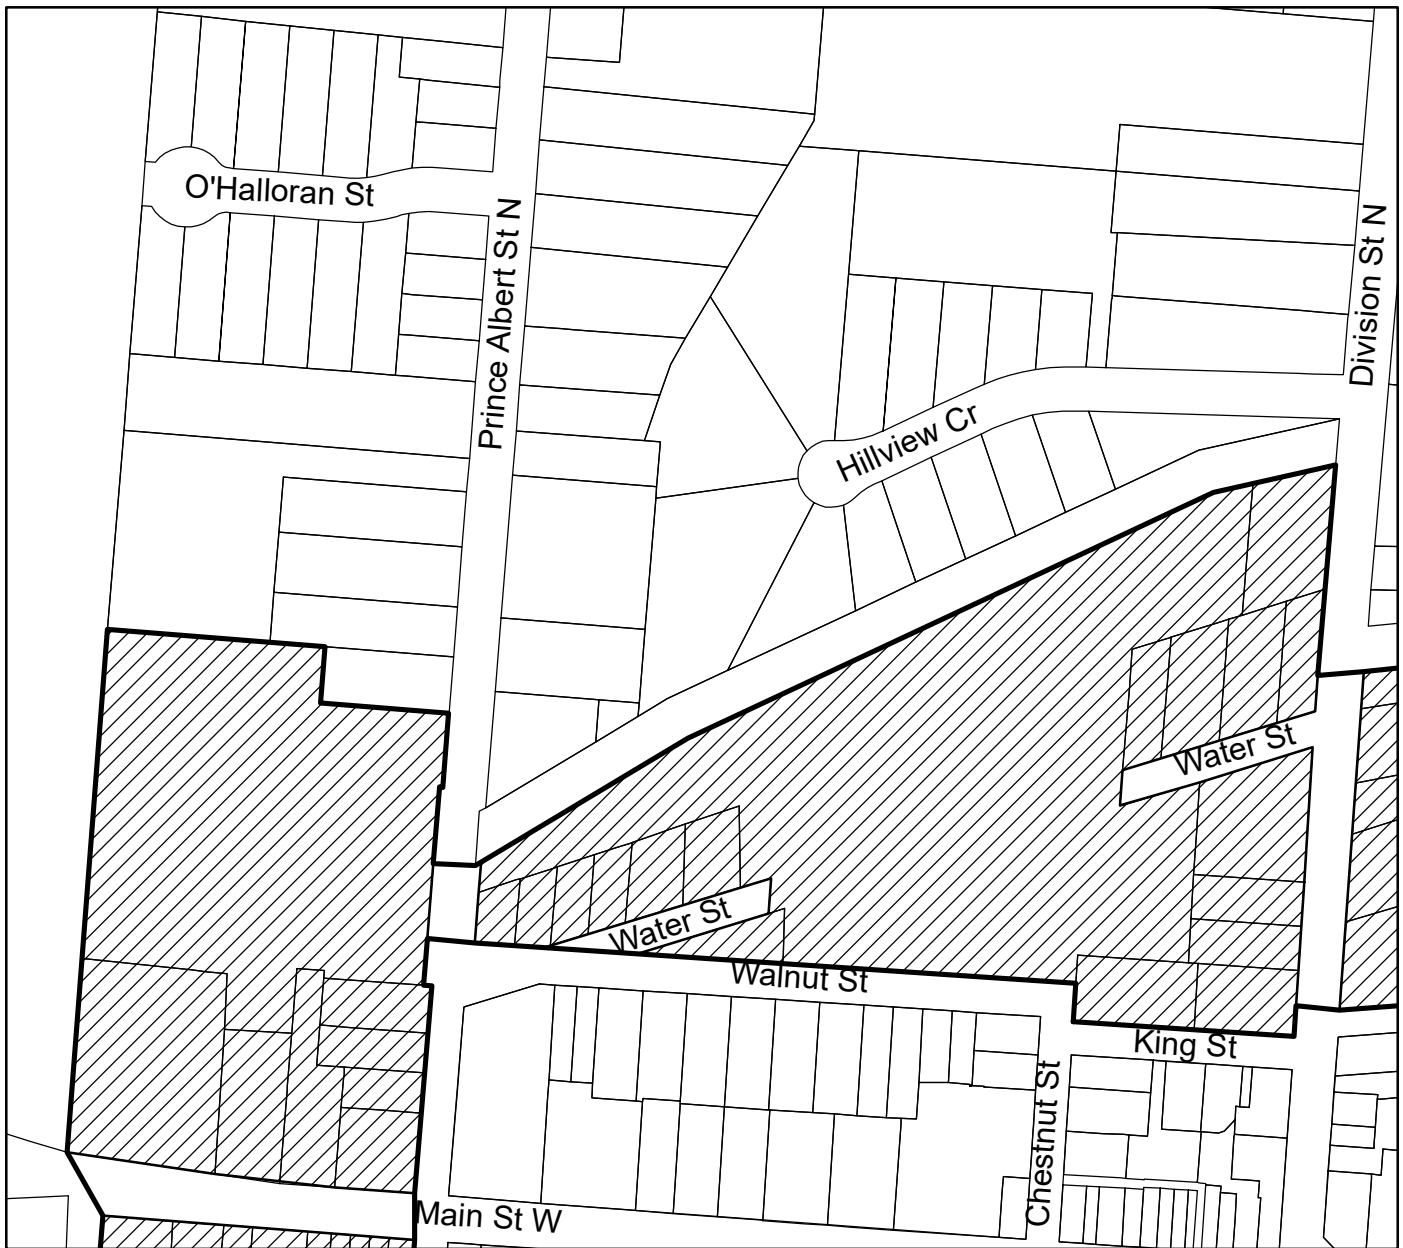 O'Halloran St
Prince Albert St N
Division St N
Hillview Cr
Water St
Water St
Walnut St
King St
Chestnut St
Main St W